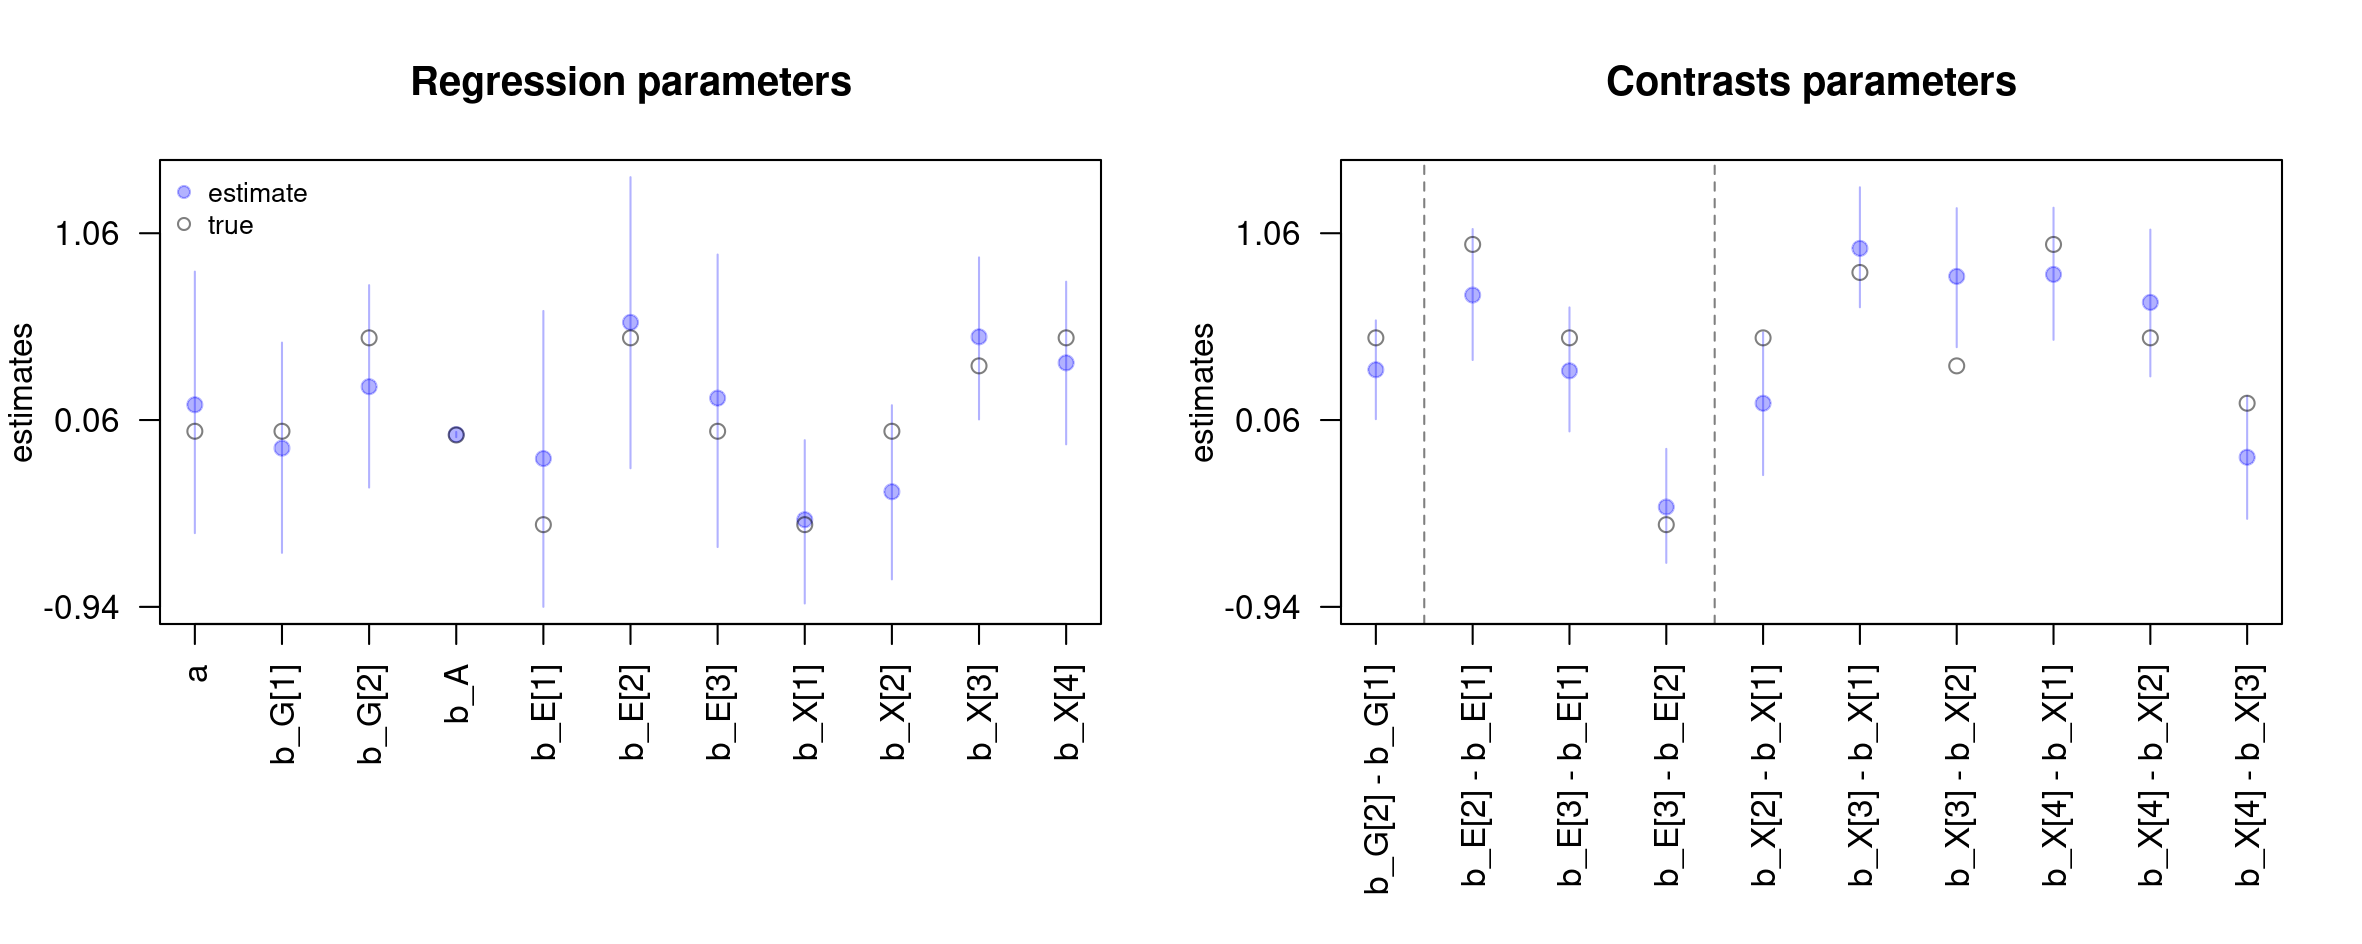 Regression parameters
estimates
1.06
0.06
-0.94
estimate
true
a
b_G[1]
b_G[2]
b_A
b_E[1]
b_E[2]
b_E[3]
b_X[1]
b_X[2]
b_X[3]
b_X[4]
Contrasts parameters
estimates
1.06
0.06
-0.94
b_G[2] - b_G[1]
b_E[2] - b_E[1]
b_E[3] - b_E[1]
b_E[3] - b_E[2]
b_X[2] - b_X[1]
b_X[3] - b_X[1]
b_X[3] - b_X[2]
b_X[4] - b_X[1]
b_X[4] - b_X[2]
b_X[4] - b_X[3]